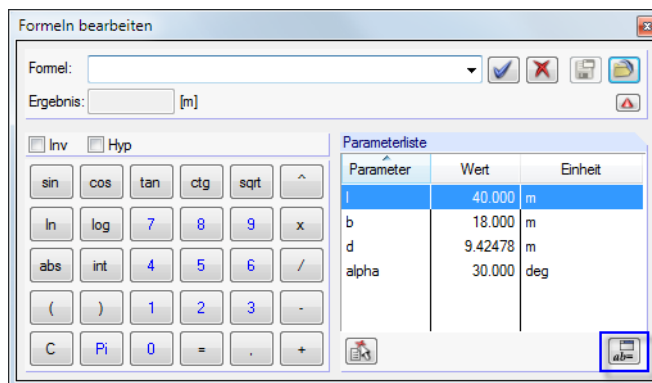 Formeln bearbeiten
Formel:
Ergebnis: [m]
Inv Hyp
sin cos tan ctg sqrt ^
ln log 7 8 9 x
abs int 4 5 6 /
( ) 1 2 3 -
C Pi 0 = . +
Parameterliste
Parameter Wert Einheit
l 40.000 m
b 18.000 m
d 9.42478 m
alpha 30.000 deg
ab=